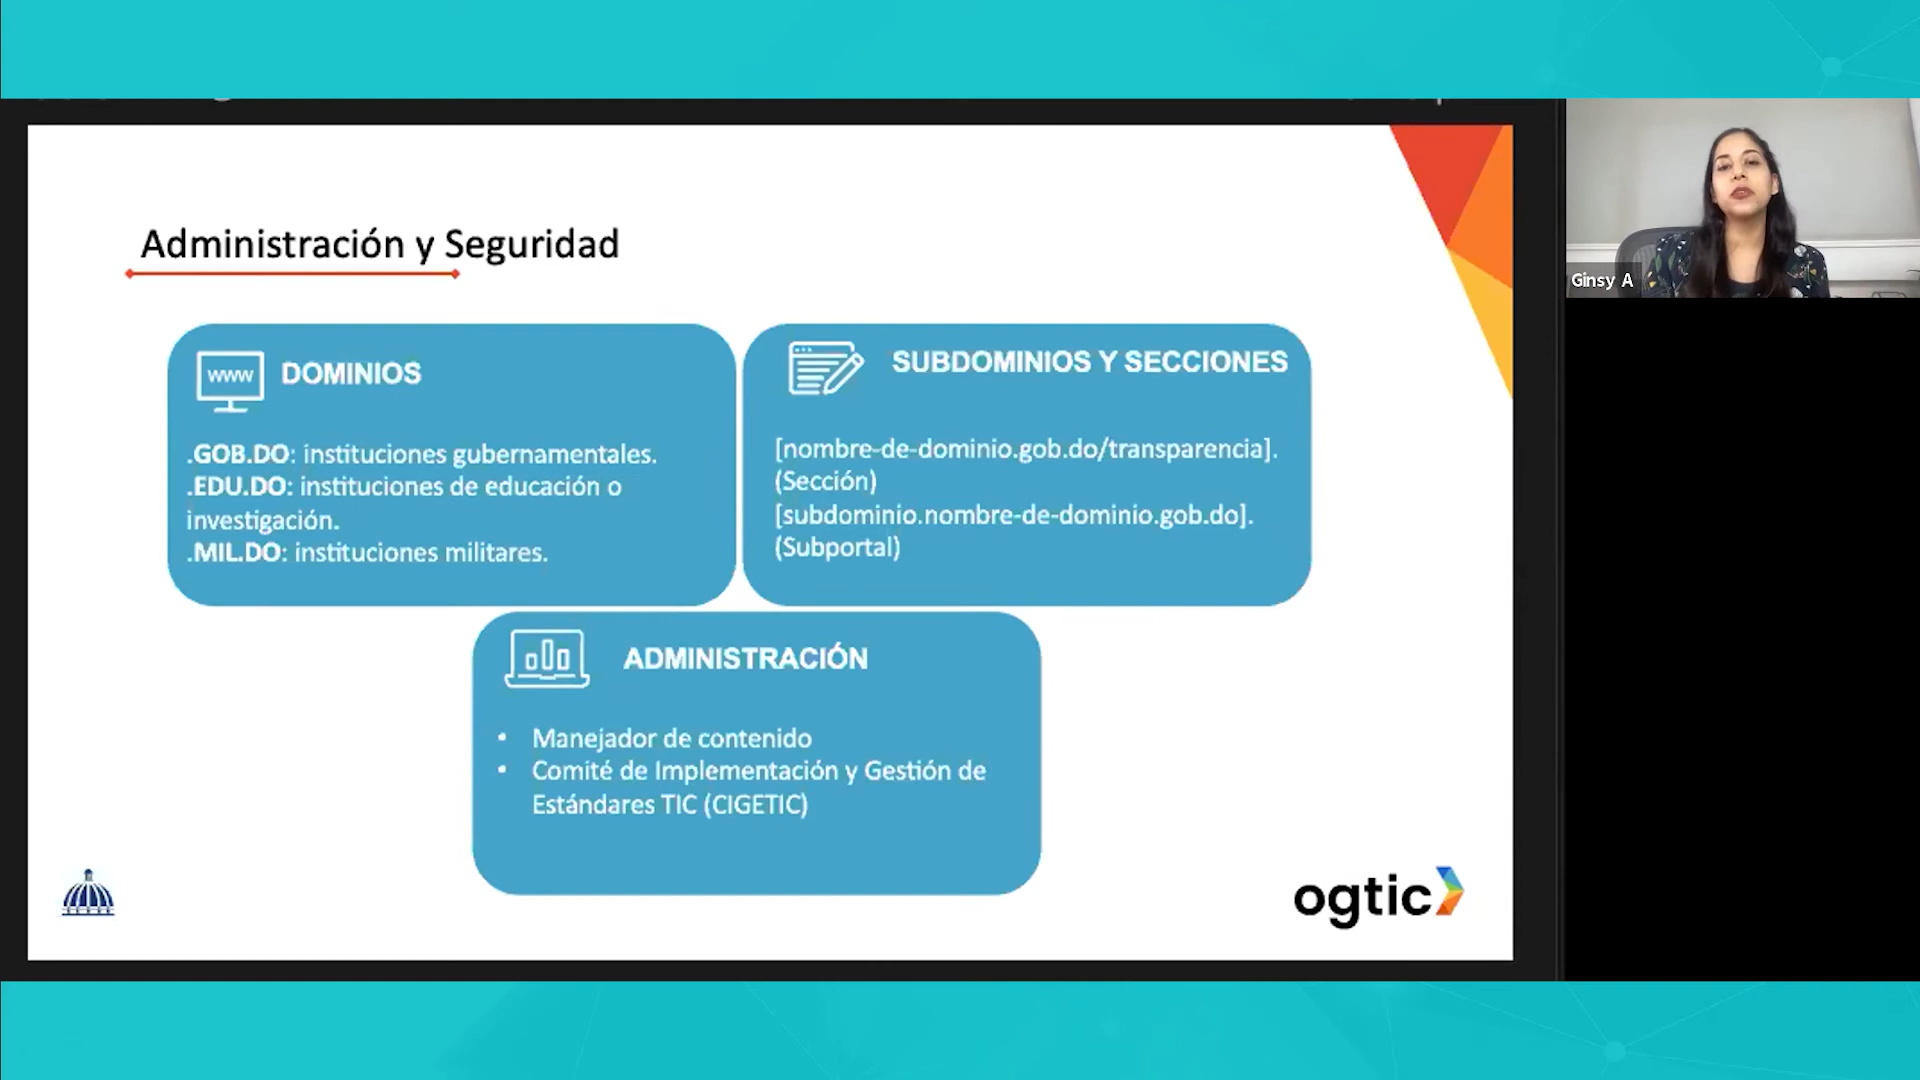 Administración y Seguridad
www
DOMINIOS
.GOB.DO: instituciones gubernamentales.
.EDU.DO: instituciones de educación o
investigación.
.MIL.DO: instituciones militares.
SUBDOMINIOS Y SECCIONES
[nombre-de-dominio.gob.do/transparencia].
(Sección)
[subdominio.nombre-de-dominio.gob.do].
(Subportal)
ADMINISTRACIÓN
• Manejador de contenido
• Comité de Implementación y Gestión de
Estándares TIC (CIGETIC)
ogtic
Ginsy A